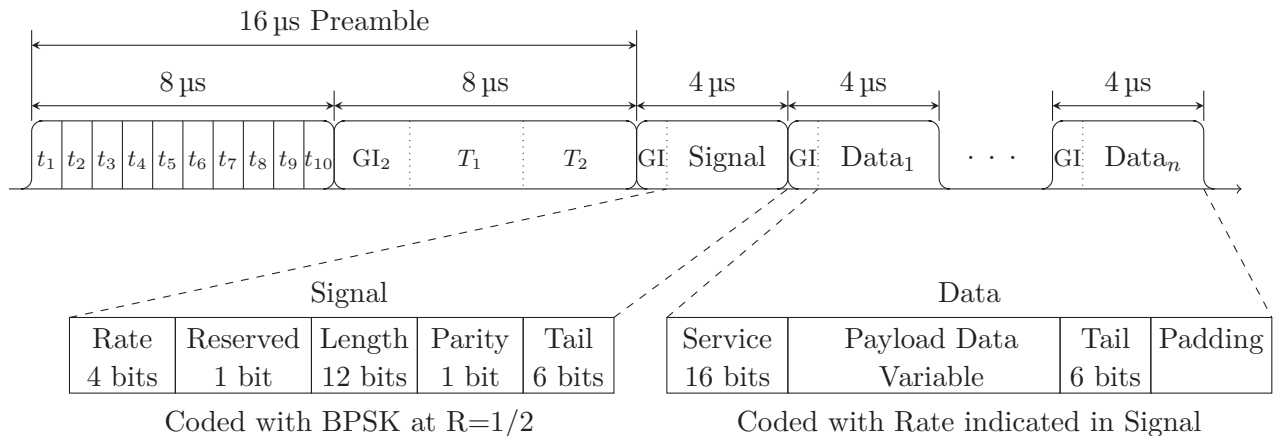 16 µs Preamble
8 µs 8 µs 4 µs 4 µs 4 µs
t₁ t₂ t₃ t₄ t₅ t₆ t₇ t₈ t₉ t₁₀ GI₂ T₁ T₂ GI Signal GI Data₁ · · · GI Dataₙ
Signal
Rate Reserved Length Parity Tail
4 bits 1 bit 12 bits 1 bit 6 bits
Coded with BPSK at R=1/2
Data
Service Payload Data Tail Padding
16 bits Variable 6 bits
Coded with Rate indicated in Signal